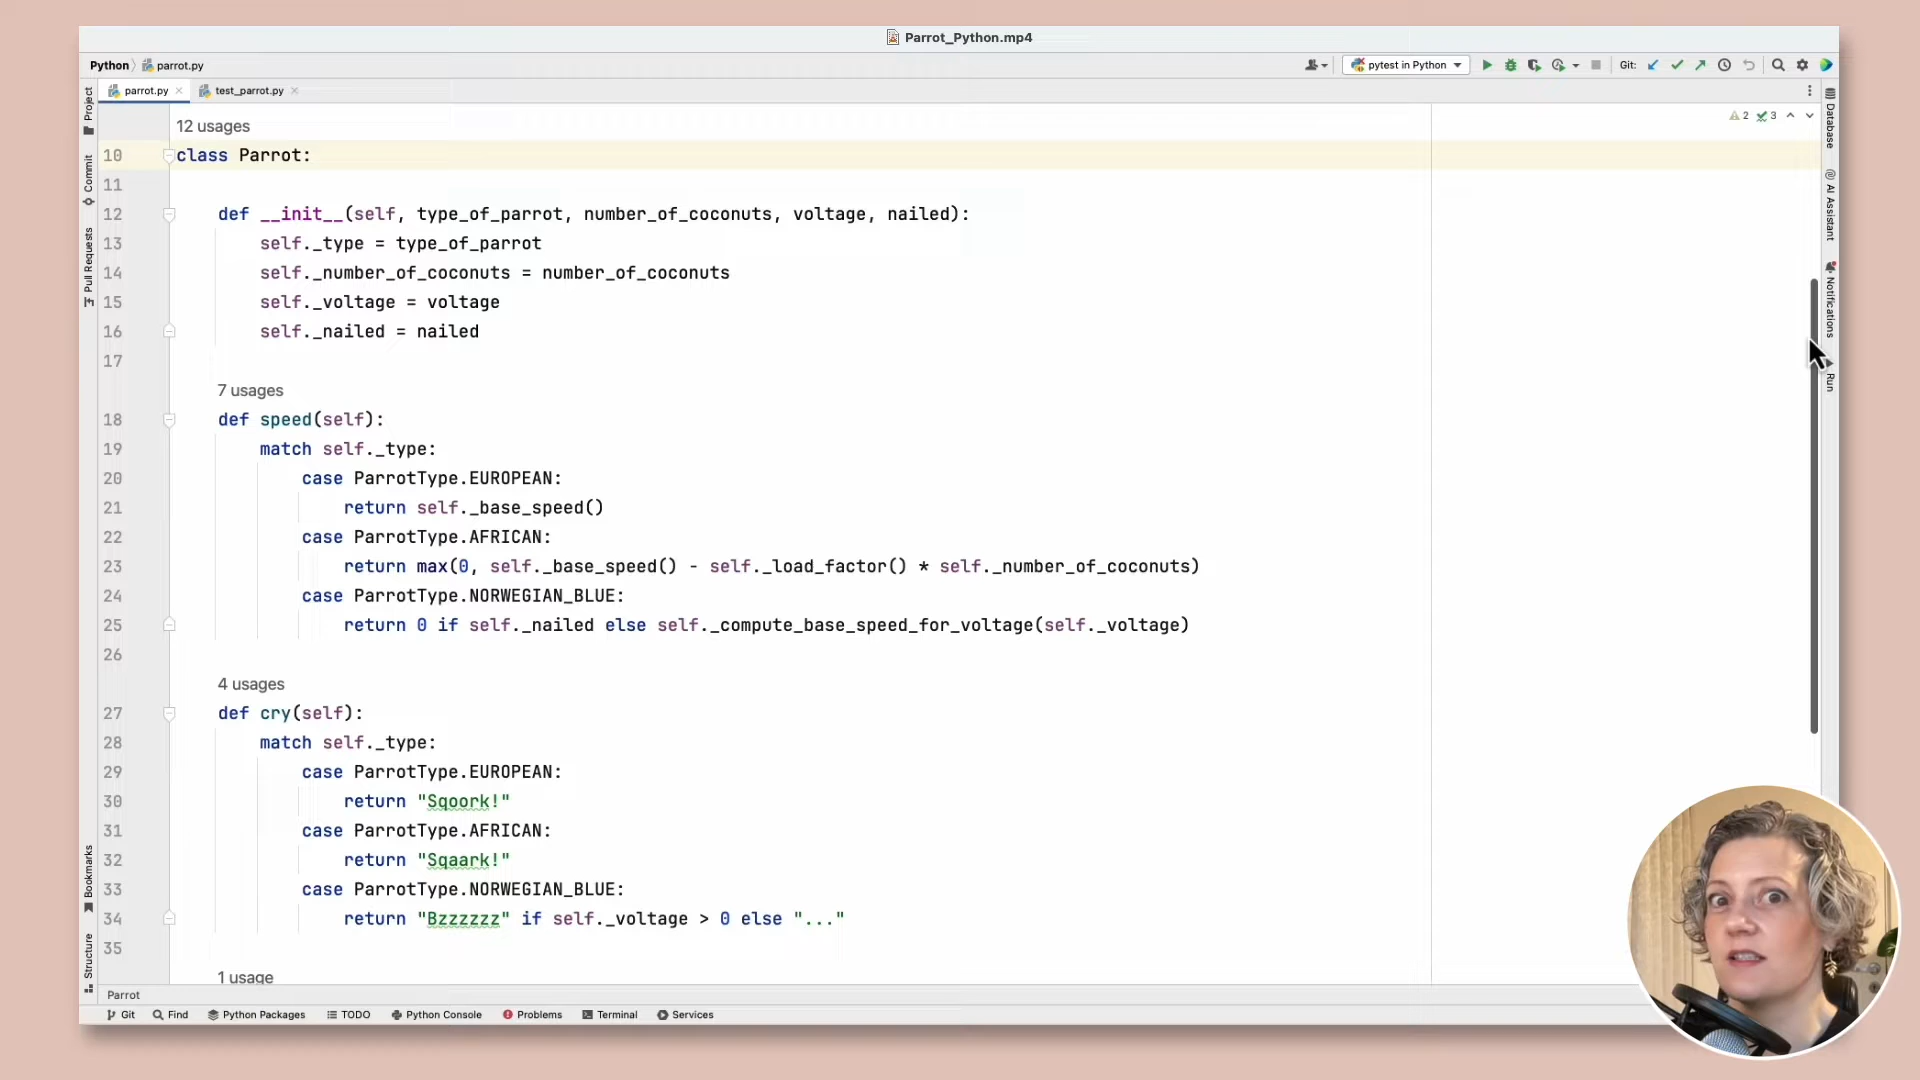 Parrot_Python.mp4
Python
parrot.py
pytest in Python
Git:
parrot.py
test_parrot.py
2
3
Project
Commit
Pull Requests
Bookmarks
Structure
Database
AI Assistant
Notifications
Run
12 usages
10 class Parrot:
11
12 def __init__(self, type_of_parrot, number_of_coconuts, voltage, nailed):
13 self._type = type_of_parrot
14 self._number_of_coconuts = number_of_coconuts
15 self._voltage = voltage
16 self._nailed = nailed
17
7 usages
18 def speed(self):
19 match self._type:
20 case ParrotType.EUROPEAN:
21 return self._base_speed()
22 case ParrotType.AFRICAN:
23 return max(0, self._base_speed() - self._load_factor() * self._number_of_coconuts)
24 case ParrotType.NORWEGIAN_BLUE:
25 return 0 if self._nailed else self._compute_base_speed_for_voltage(self._voltage)
26
4 usages
27 def cry(self):
28 match self._type:
29 case ParrotType.EUROPEAN:
30 return "Sqoork!"
31 case ParrotType.AFRICAN:
32 return "Sqaark!"
33 case ParrotType.NORWEGIAN_BLUE:
34 return "Bzzzzzz" if self._voltage > 0 else "..."
35
1 usage
Parrot
Git
Find
Python Packages
TODO
Python Console
Problems
Terminal
Services